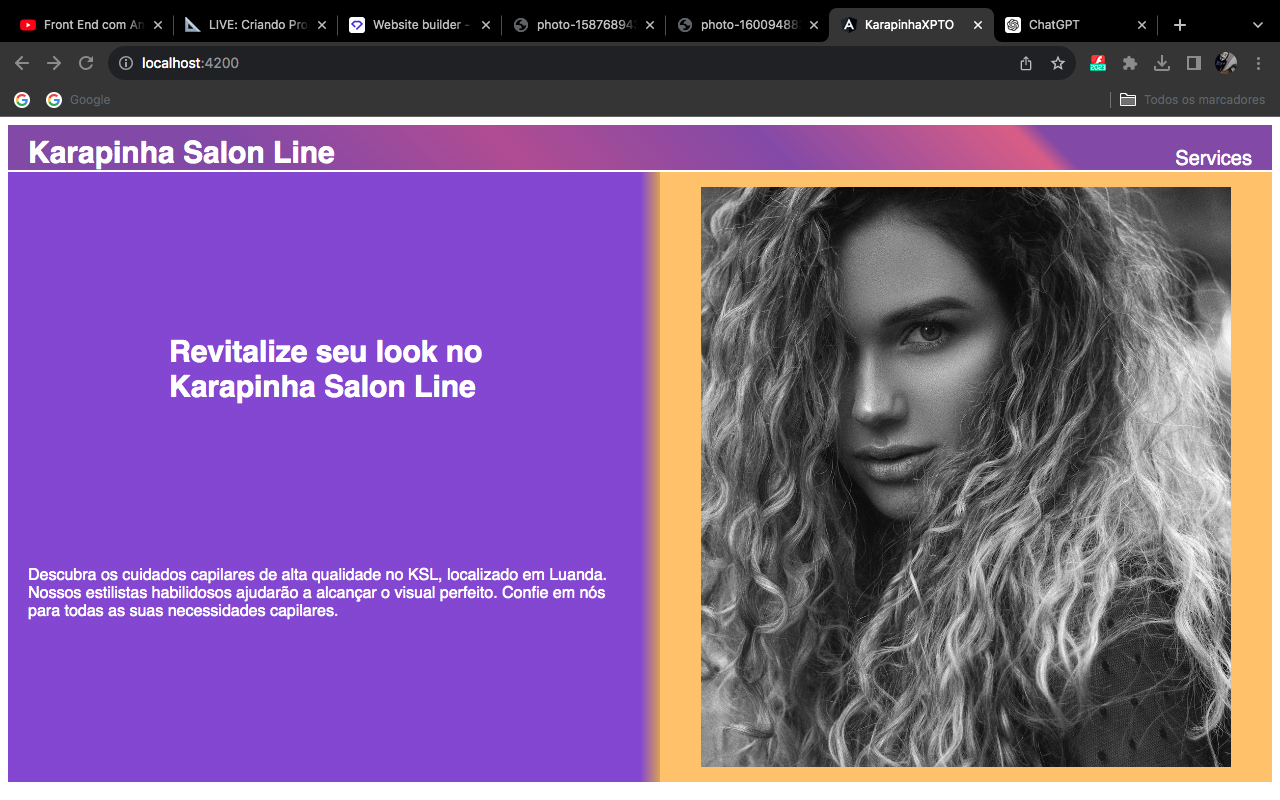 Front End com An
LIVE: Criando Pro
Website builder -
photo-158768943
photo-16009488
KarapinhaXPTO
ChatGPT
localhost:4200
2023
Google
Todos os marcadores
Karapinha Salon Line
Services
Revitalize seu look no
Karapinha Salon Line
Descubra os cuidados capilares de alta qualidade no KSL, localizado em Luanda.
Nossos estilistas habilidosos ajudarão a alcançar o visual perfeito. Confie em nós
para todas as suas necessidades capilares.